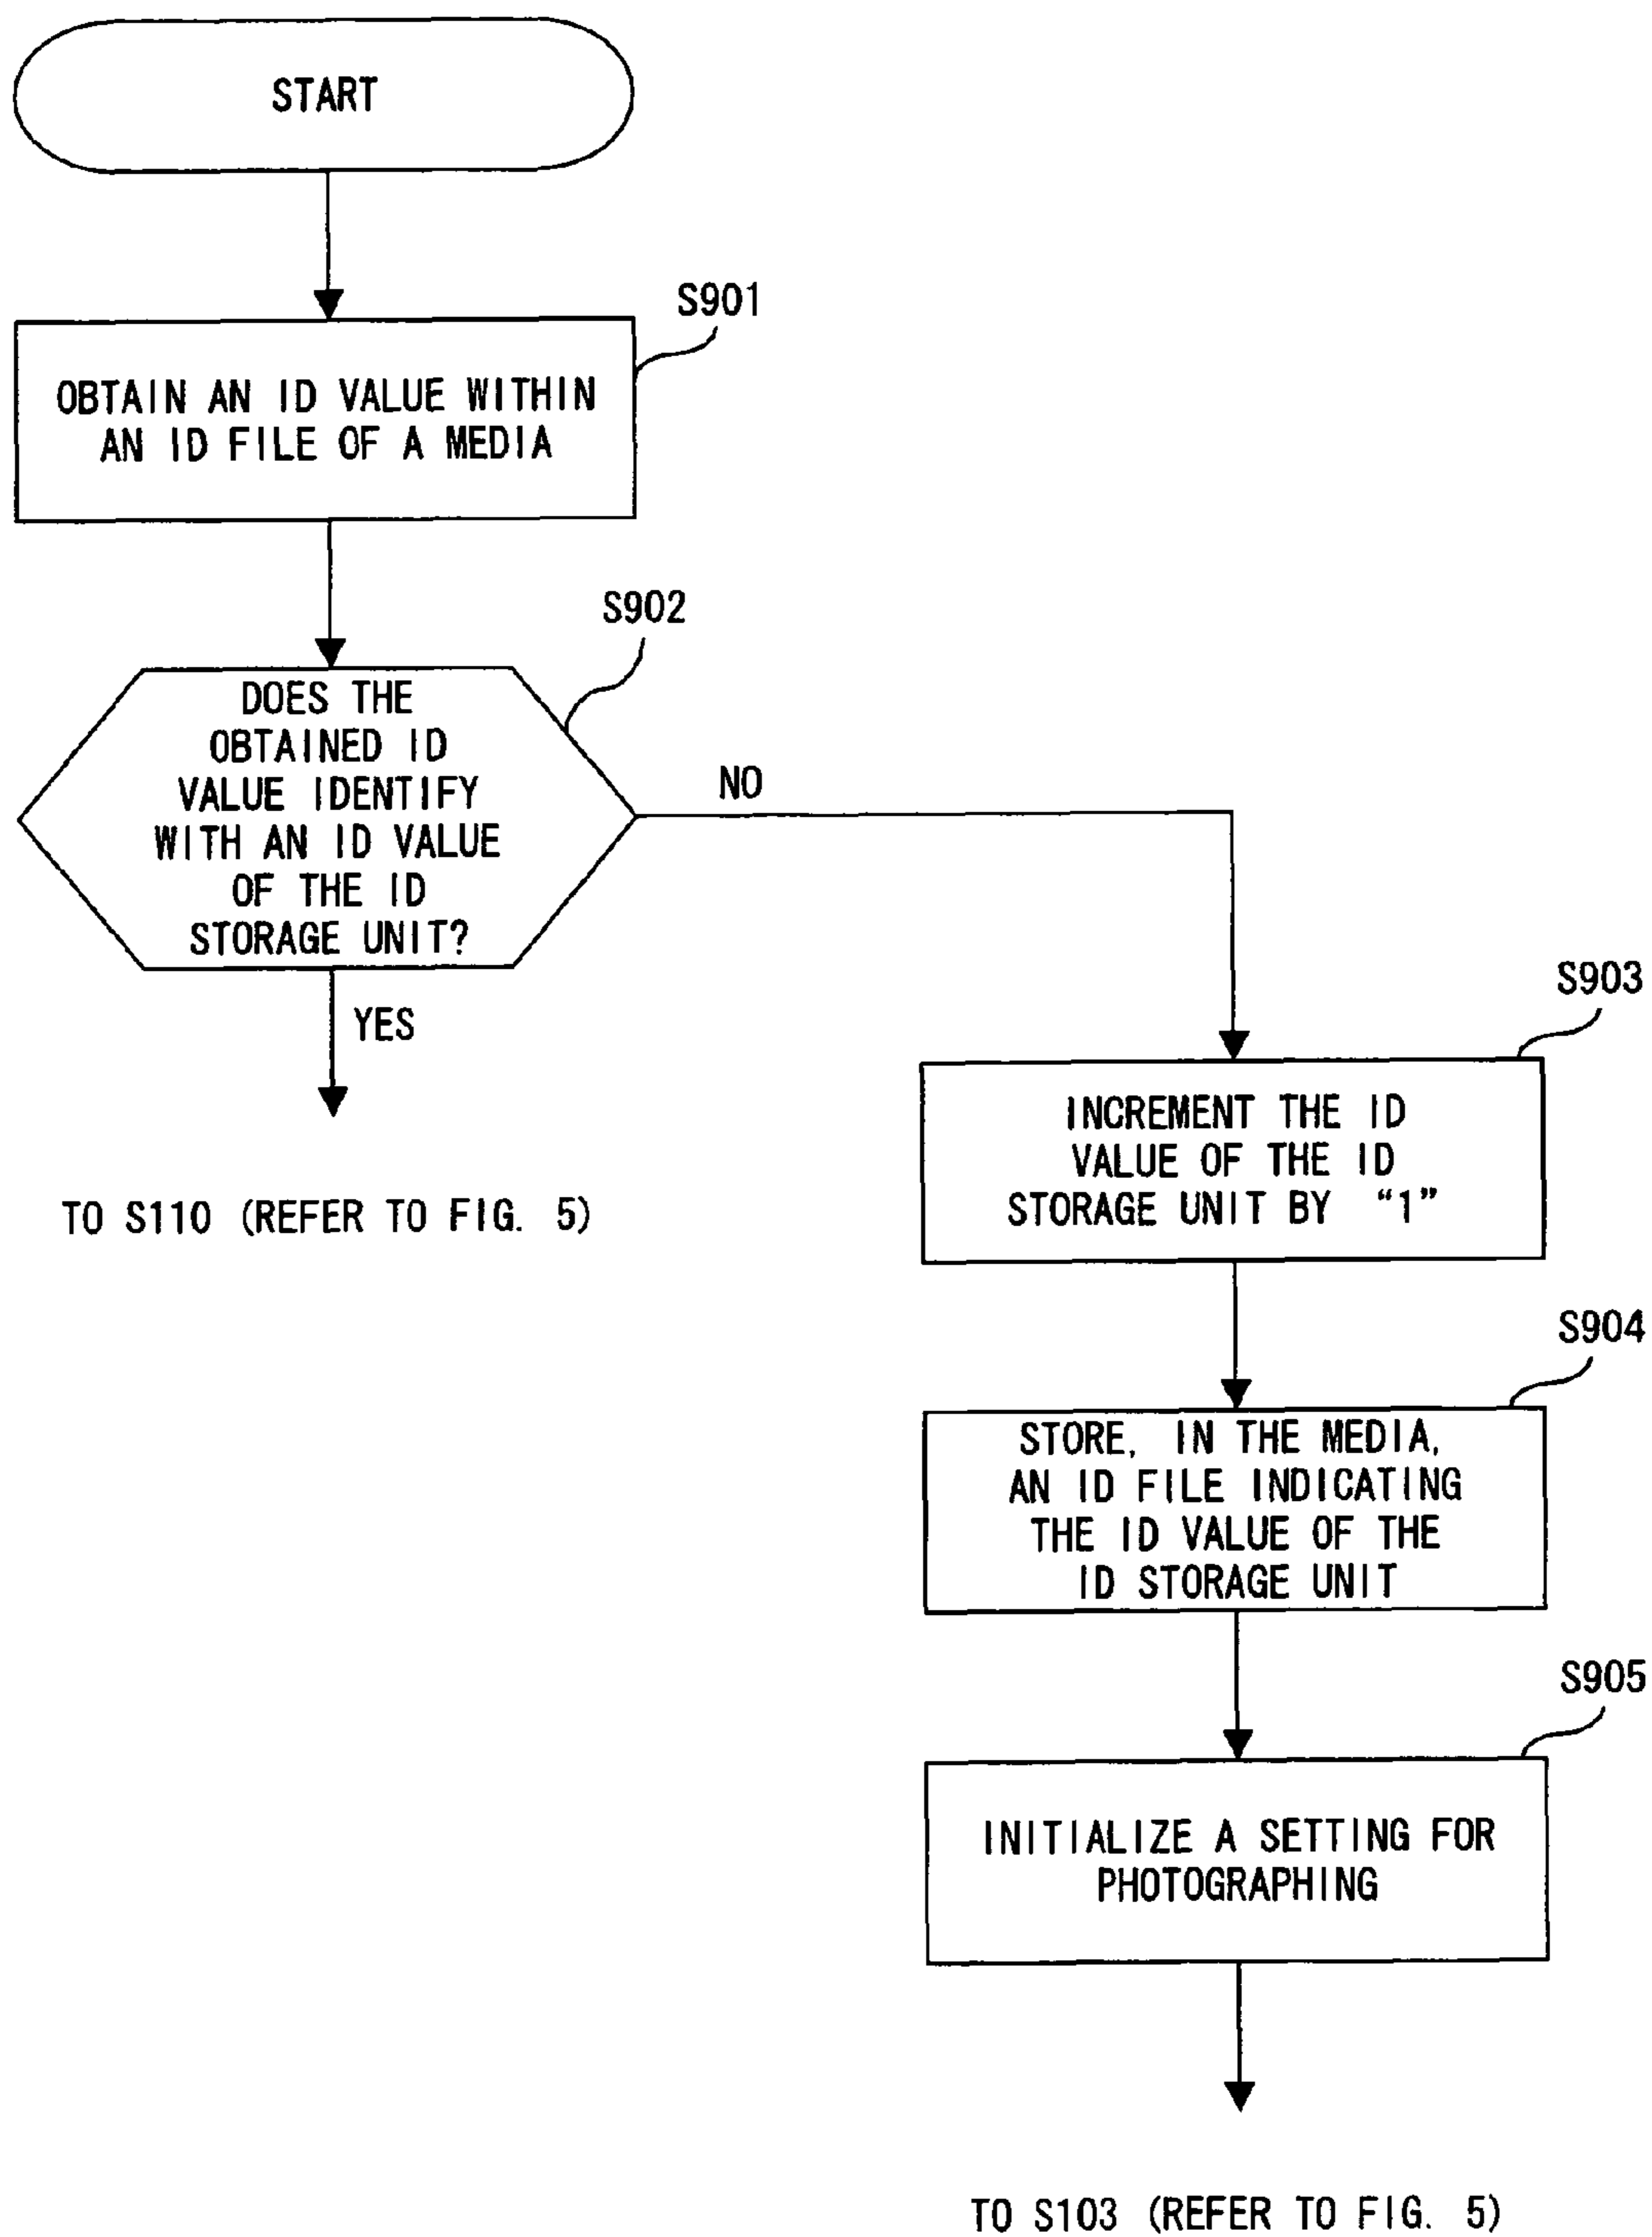 START
S901
OBTAIN AN ID VALUE WITHIN
AN ID FILE OF A MEDIA
S902
DOES THE
OBTAINED ID
VALUE IDENTIFY
WITH AN ID VALUE
OF THE ID
STORAGE UNIT?
NO
YES
TO S110 (REFER TO FIG. 5)
S903
INCREMENT THE ID
VALUE OF THE ID
STORAGE UNIT BY “1”
S904
STORE, IN THE MEDIA,
AN ID FILE INDICATING
THE ID VALUE OF THE
ID STORAGE UNIT
S905
INITIALIZE A SETTING FOR
PHOTOGRAPHING
TO S103 (REFER TO FIG. 5)